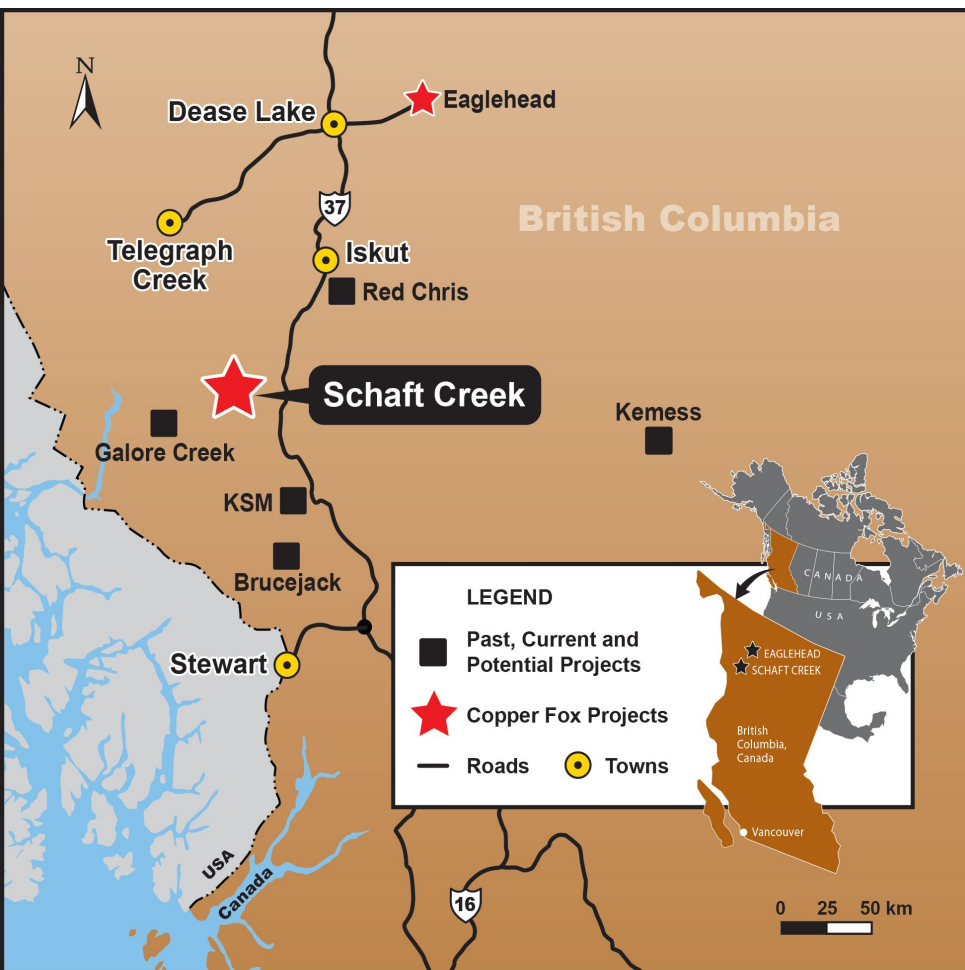 N
Dease Lake
Eaglehead
37
British Columbia
Telegraph
Creek
Iskut
Red Chris
Schaft Creek
Galore Creek
Kemess
KSM
Brucejack
Stewart
LEGEND
Past, Current and
Potential Projects
Copper Fox Projects
Roads
Towns
CANADA
USA
EAGLEHEAD
SCHAFT CREEK
British
Columbia,
Canada
Vancouver
USA
Canada
16
0 25 50 km